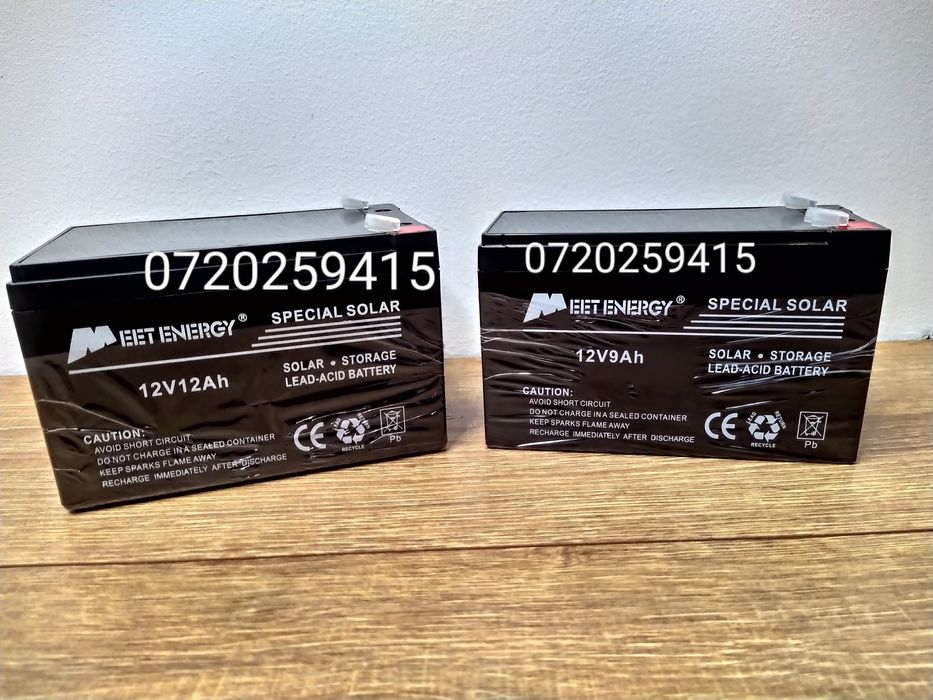 0720259415
MEET ENERGY®
SPECIAL SOLAR
12V12Ah
SOLAR • STORAGE
LEAD-ACID BATTERY
CAUTION:
AVOID SHORT CIRCUIT
DO NOT CHARGE IN A SEALED CONTAINER
KEEP SPARKS FLAME AWAY
RECHARGE IMMEDIATELY AFTER DISCHARGE
CE
RECYCLE
Pb
0720259415
MEET ENERGY®
SPECIAL SOLAR
12V9Ah
SOLAR • STORAGE
LEAD-ACID BATTERY
CAUTION:
AVOID SHORT CIRCUIT
DO NOT CHARGE IN A SEALED CONTAINER
KEEP SPARKS FLAME AWAY
RECHARGE IMMEDIATELY AFTER DISCHARGE
CE
LEAD
RECYCLE
Pb